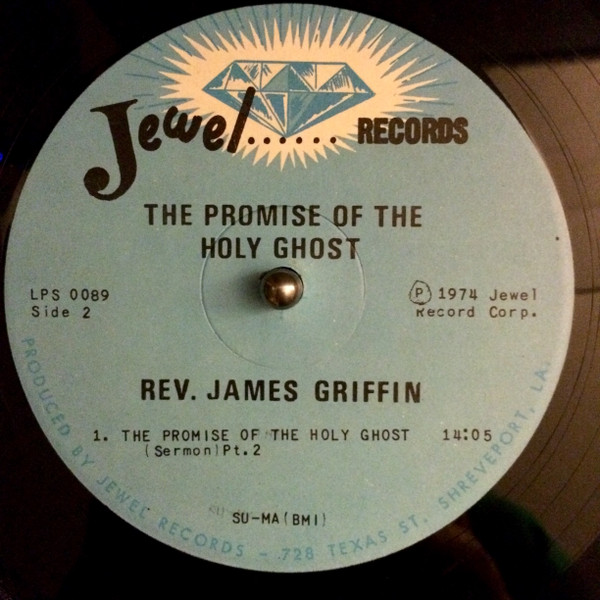 Jewel...... RECORDS
THE PROMISE OF THE
HOLY GHOST
LPS 0089
Side 2
Ⓟ 1974 Jewel
Record Corp.
REV. JAMES GRIFFIN
1. THE PROMISE OF THE HOLY GHOST 14:05
(Sermon)Pt.2
SU-MA(BMI)
PRODUCED BY JEWEL RECORDS - 728 TEXAS ST. SHREVEPORT, LA.